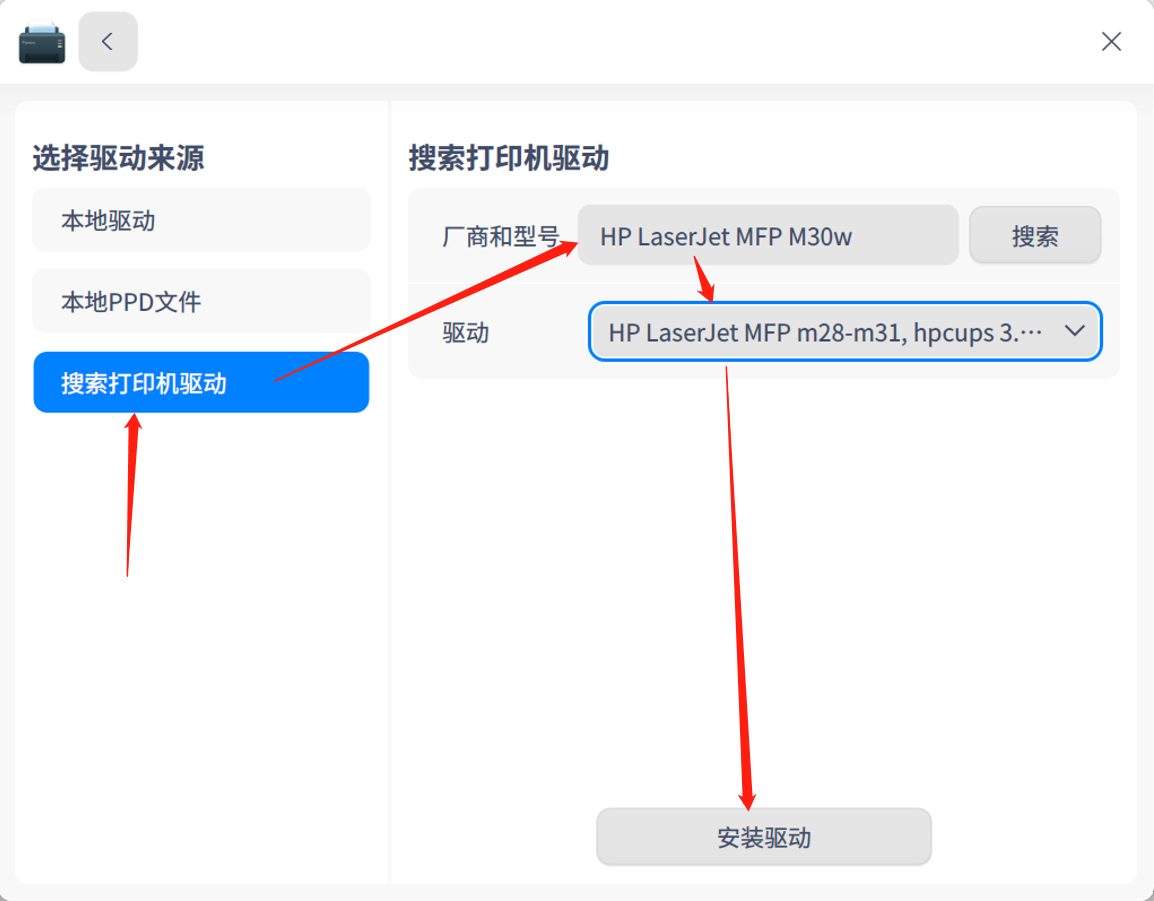 选择驱动来源
本地驱动
本地PPD文件
搜索打印机驱动
搜索打印机驱动
厂商和型号
HP LaserJet MFP M30w
搜索
驱动
HP LaserJet MFP m28-m31, hpcups 3.···
安装驱动